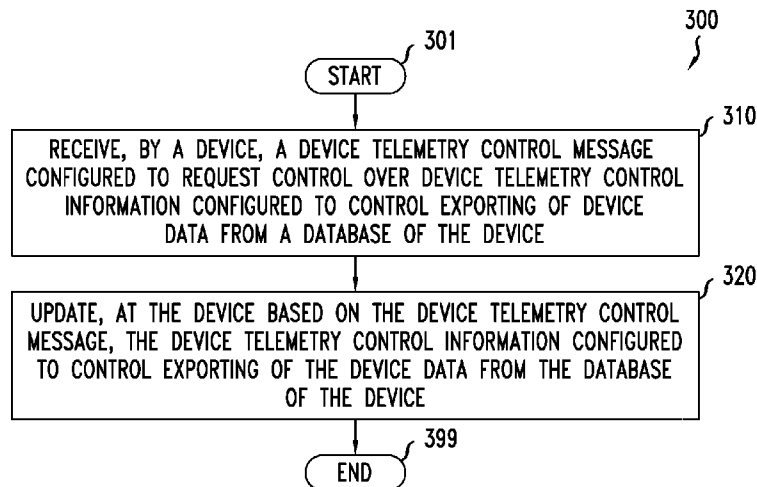 300
301
START
310
RECEIVE, BY A DEVICE, A DEVICE TELEMETRY CONTROL MESSAGE
CONFIGURED TO REQUEST CONTROL OVER DEVICE TELEMETRY CONTROL
INFORMATION CONFIGURED TO CONTROL EXPORTING OF DEVICE
DATA FROM A DATABASE OF THE DEVICE
320
UPDATE, AT THE DEVICE BASED ON THE DEVICE TELEMETRY CONTROL
MESSAGE, THE DEVICE TELEMETRY CONTROL INFORMATION CONFIGURED
TO CONTROL EXPORTING OF THE DEVICE DATA FROM THE DATABASE
OF THE DEVICE
399
END